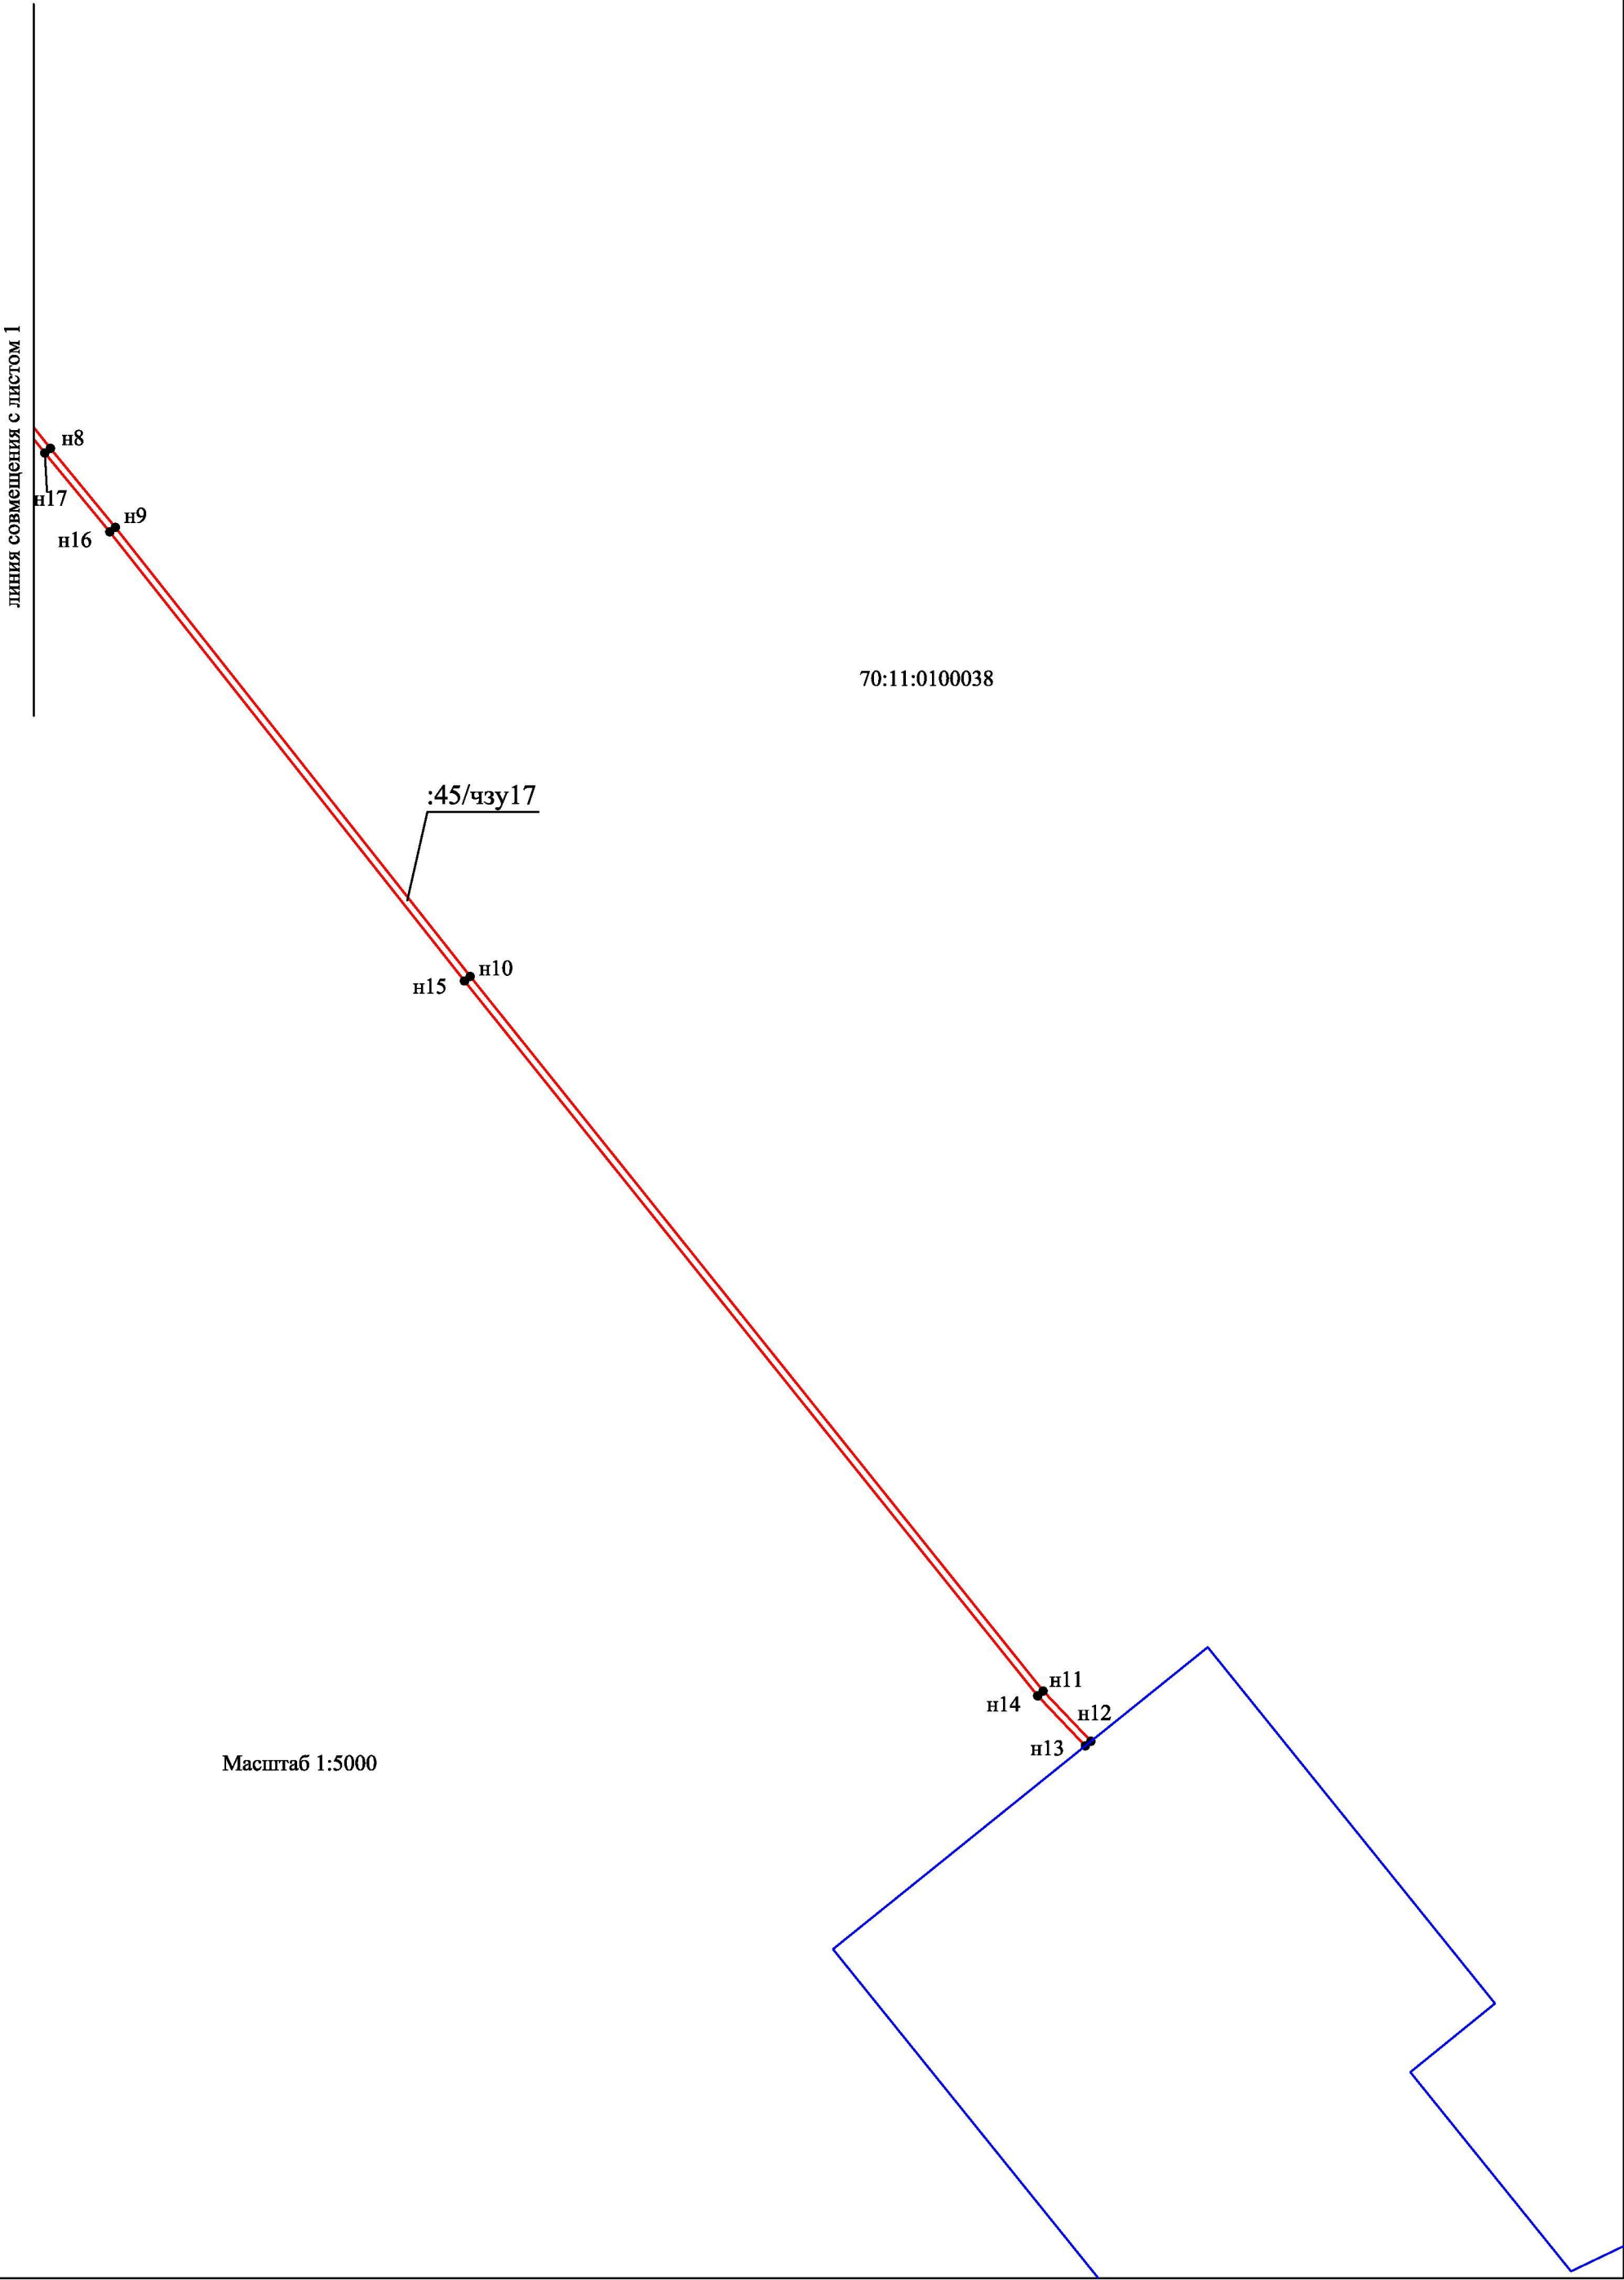 линия совмещения с листом 1
н8
н17
н9
н16
70:11:0100038
:45/чзу17
н10
н15
н11
н14
н12
н13
Масштаб 1:5000